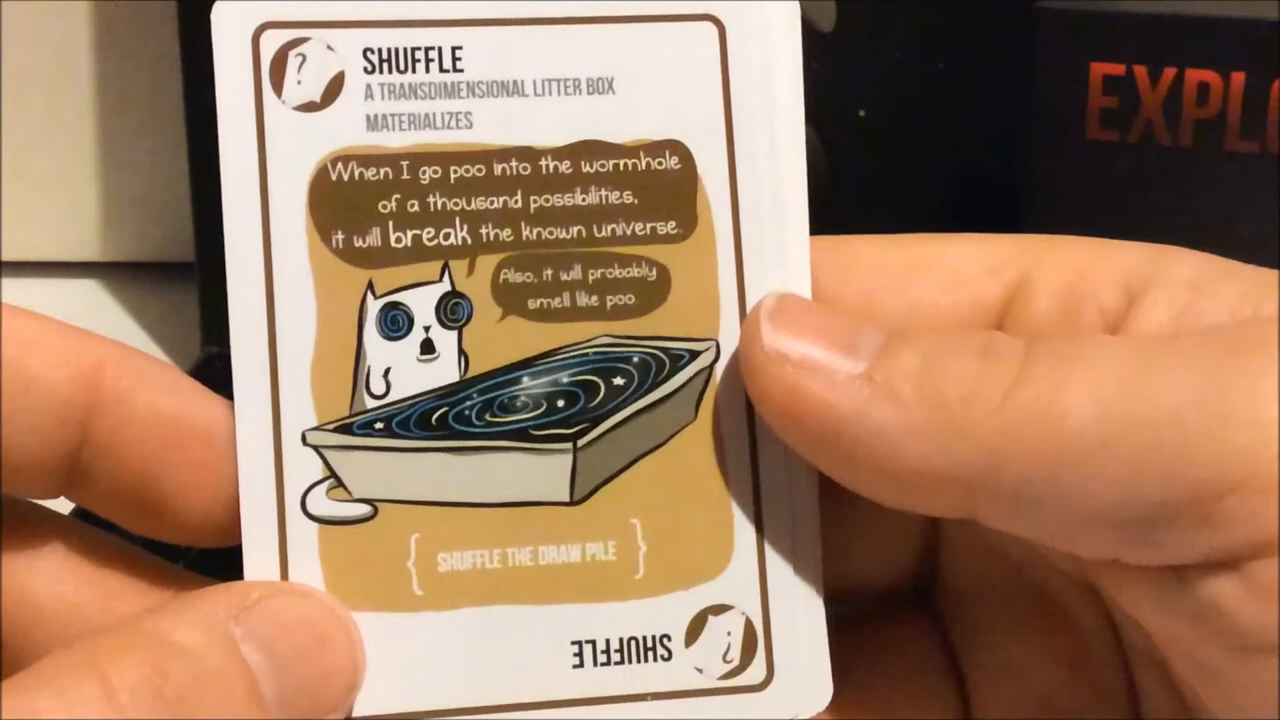 ?
SHUFFLE
A TRANSDIMENSIONAL LITTER BOX
MATERIALIZES
When I go poo into the wormhole
of a thousand possibilities,
it will break the known universe.
Also, it will probably
smell like poo.
{ SHUFFLE THE DRAW PILE }
SHUFFLE
?
EXPLO